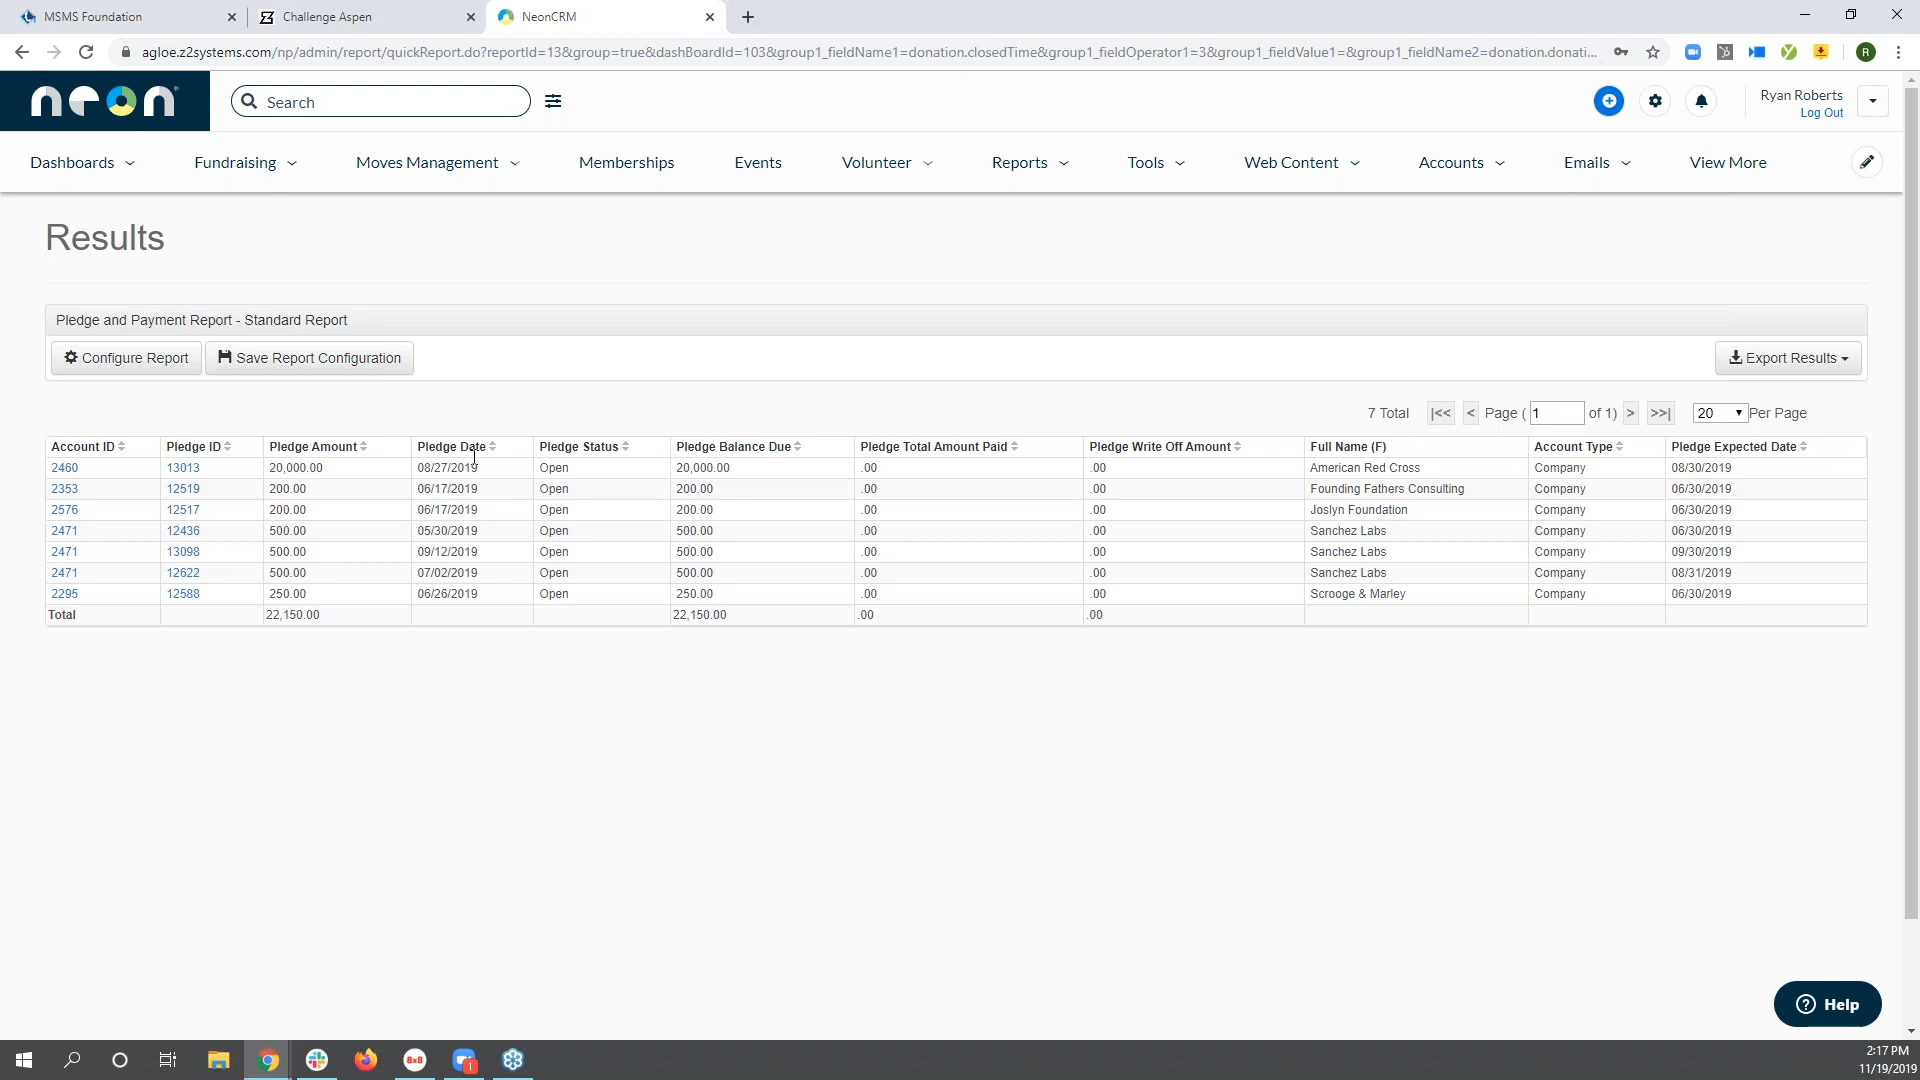 MSMS Foundation
Challenge Aspen
NeonCRM
agloe.z2systems.com/np/admin/report/quickReport.do?reportId=13&group=true&dashBoardId=103&group1_fieldName1=donation.closedTime&group1_fieldOperator1=3&group1_fieldValue1=&group1_fieldName2=donation.donati...
R
neon
Search
Ryan Roberts
Log Out
Dashboards Fundraising Moves Management Memberships Events Volunteer Reports Tools Web Content Accounts Emails View More
Results
Pledge and Payment Report - Standard Report
Configure Report Save Report Configuration Export Results
7 Total |<< < Page ( 1 of 1) > >>| 20 Per Page
Account ID Pledge ID Pledge Amount Pledge Date Pledge Status Pledge Balance Due Pledge Total Amount Paid Pledge Write Off Amount Full Name (F) Account Type Pledge Expected Date
2460 13013 20,000.00 08/27/2019 Open 20,000.00 .00 .00 American Red Cross Company 08/30/2019
2353 12519 200.00 06/17/2019 Open 200.00 .00 .00 Founding Fathers Consulting Company 06/30/2019
2576 12517 200.00 06/17/2019 Open 200.00 .00 .00 Joslyn Foundation Company 06/30/2019
2471 12436 500.00 05/30/2019 Open 500.00 .00 .00 Sanchez Labs Company 06/30/2019
2471 13098 500.00 09/12/2019 Open 500.00 .00 .00 Sanchez Labs Company 09/30/2019
2471 12622 500.00 07/02/2019 Open 500.00 .00 .00 Sanchez Labs Company 08/31/2019
2295 12588 250.00 06/26/2019 Open 250.00 .00 .00 Scrooge & Marley Company 06/30/2019
Total 22,150.00 22,150.00 .00 .00
? Help
8x8
1
2:17 PM
11/19/2019